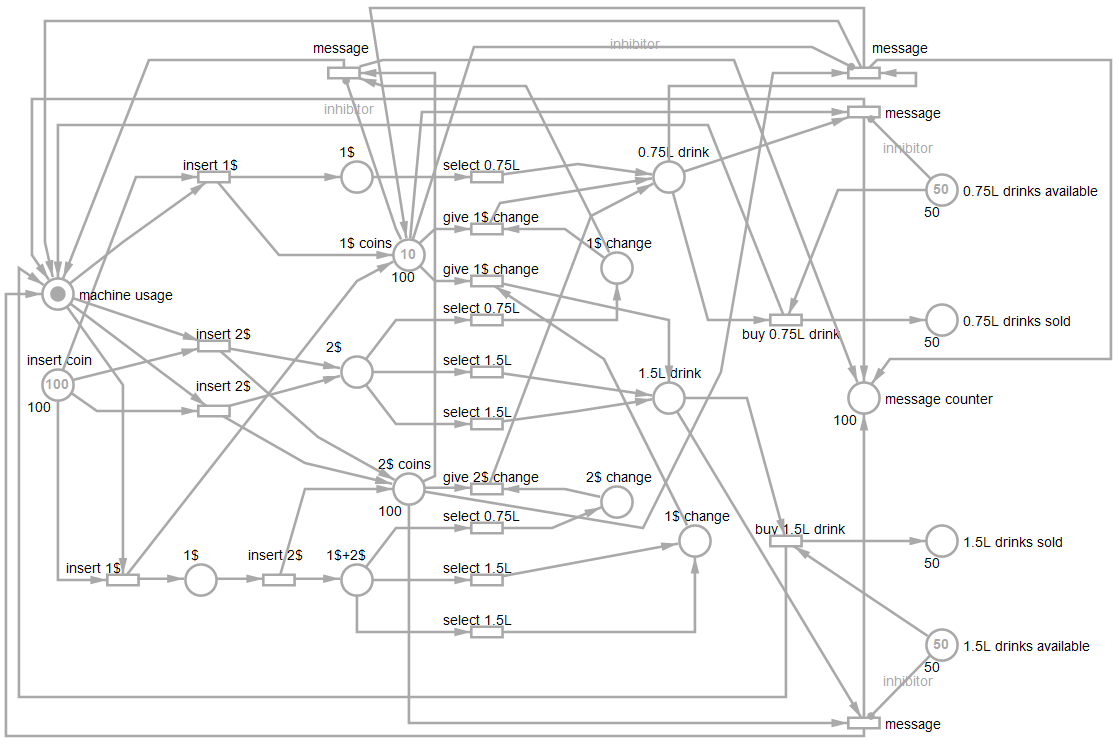 message
inhibitor
message
inhibitor
message
inhibitor
insert 1$
1$
select 0.75L
0.75L drink
50
0.75L drinks available
50
give 1$ change
1$ coins
10
100
1$ change
give 1$ change
machine usage
select 0.75L
0.75L drinks sold
50
buy 0.75L drink
insert 2$
2$
insert coin
100
100
select 1.5L
1.5L drink
insert 2$
message counter
100
select 1.5L
2$ coins
100
give 2$ change
2$ change
select 0.75L
1$ change
buy 1.5L drink
1.5L drinks sold
50
insert 1$
1$
insert 2$
1$+2$
select 1.5L
select 1.5L
50
1.5L drinks available
50
inhibitor
message